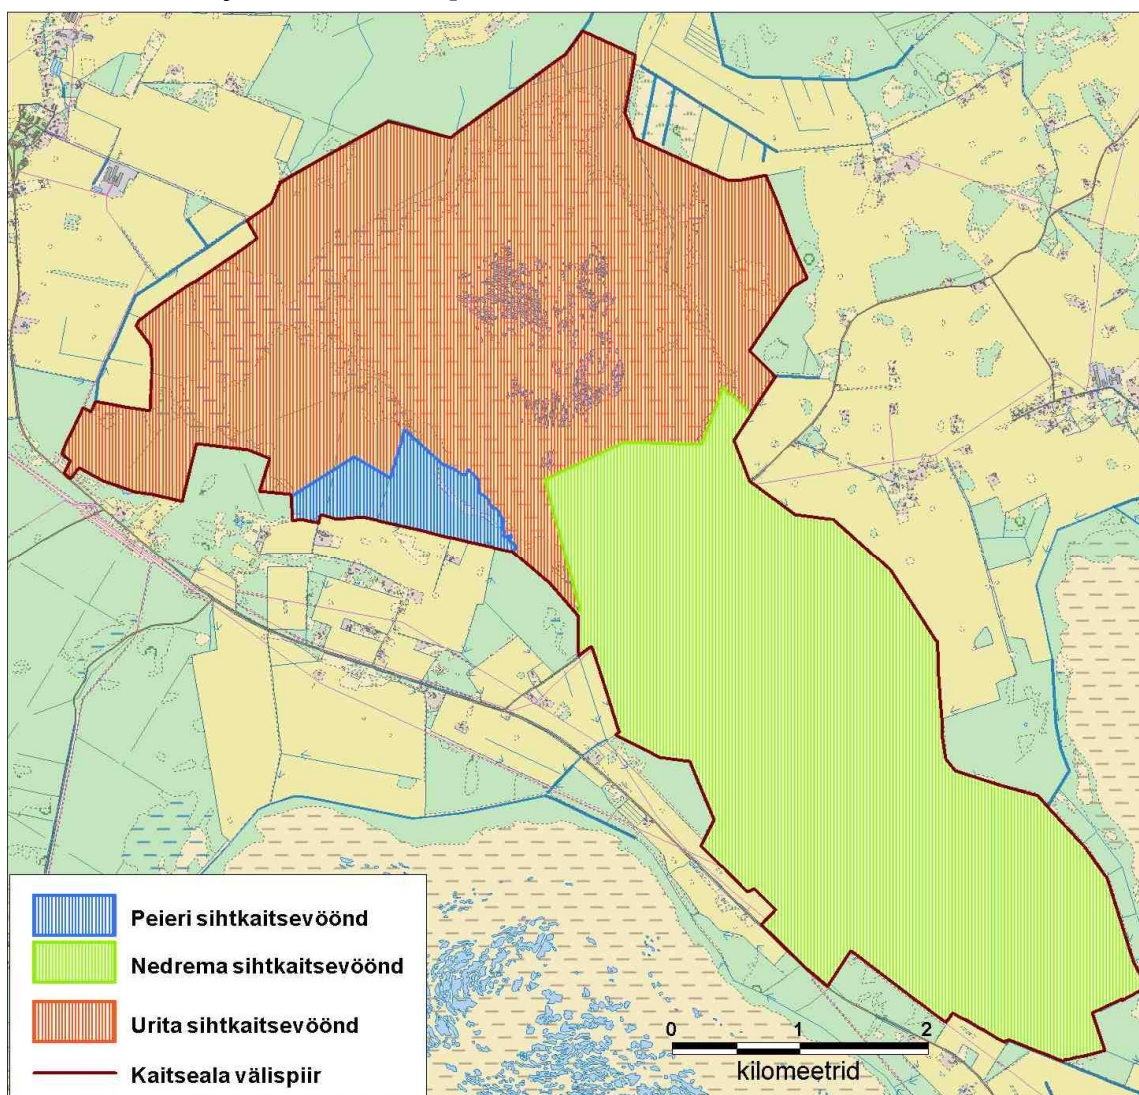 Peieri sihtkaitsevöönd
Nedrema sihtkaitsevöönd
Urita sihtkaitsevöönd
Kaitseala välispiir
0 1 2
kilomeetrid